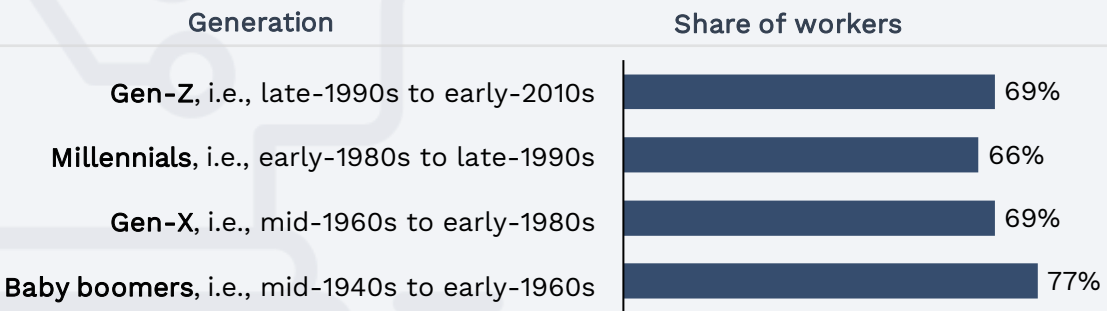 Generation Share of workers
Gen-Z, i.e., late-1990s to early-2010s 69%
Millennials, i.e., early-1980s to late-1990s 66%
Gen-X, i.e., mid-1960s to early-1980s 69%
Baby boomers, i.e., mid-1940s to early-1960s 77%